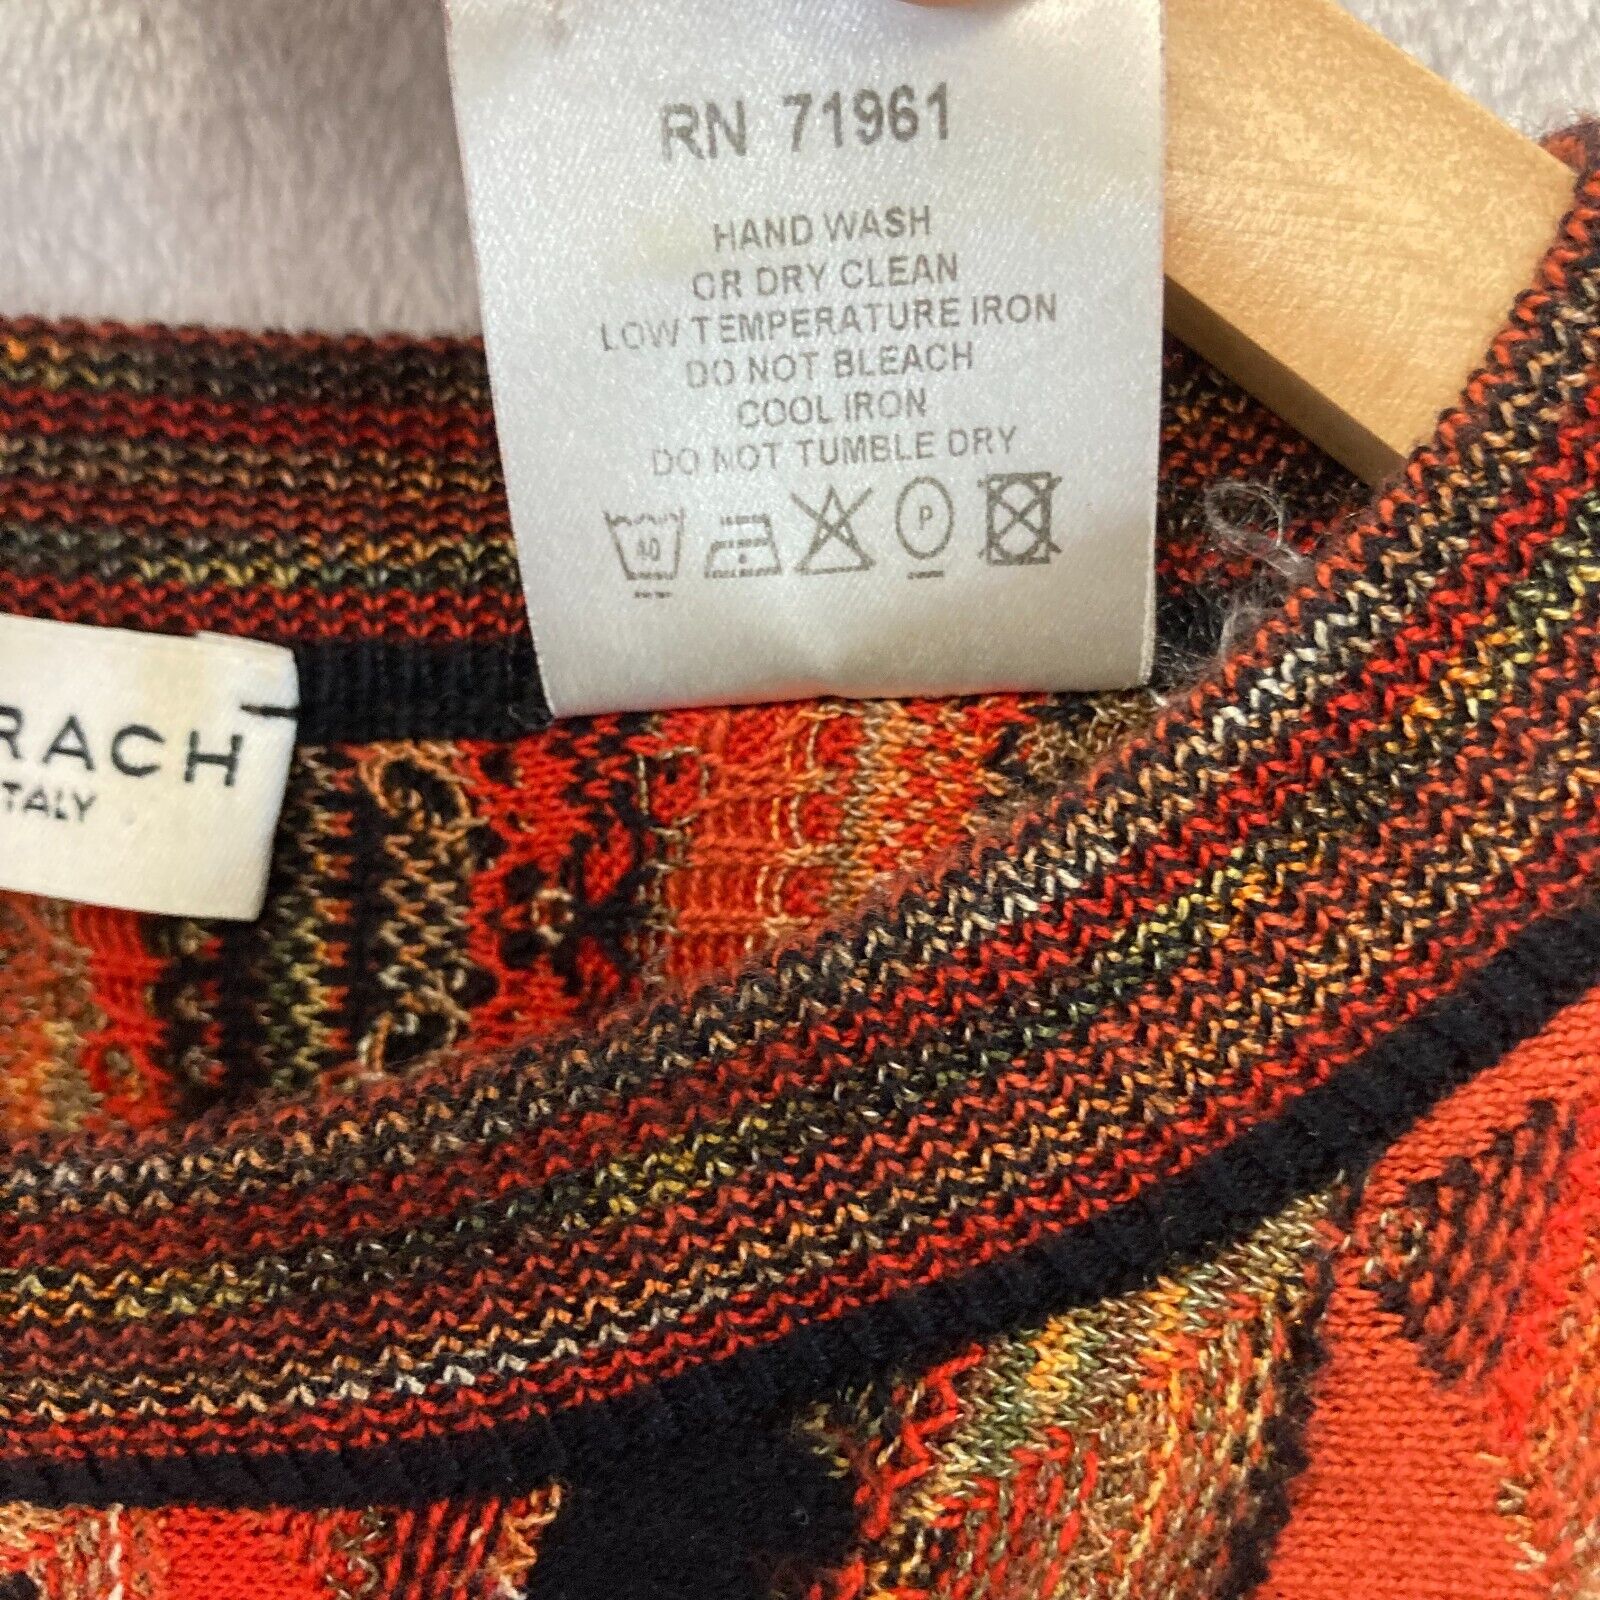 RN 71961
HAND WASH
OR DRY CLEAN
LOW TEMPERATURE IRON
DO NOT BLEACH
COOL IRON
DO NOT TUMBLE DRY
40
P
RACH
TALY